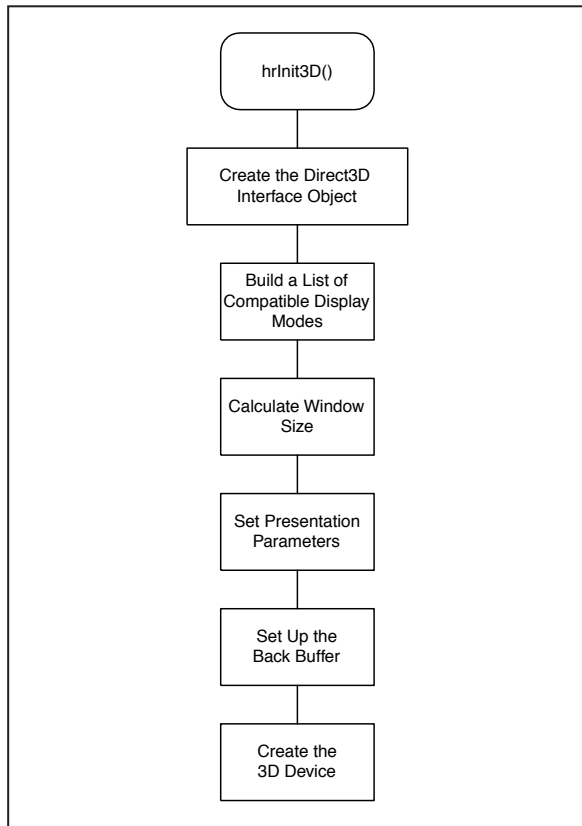 hrInit3D()
Create the Direct3D
Interface Object
Build a List of
Compatible Display
Modes
Calculate Window
Size
Set Presentation
Parameters
Set Up the
Back Buffer
Create the
3D Device